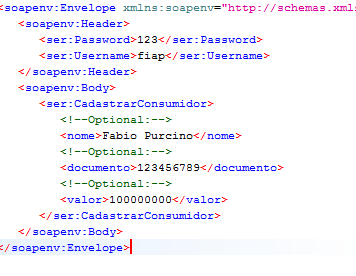 <soapenv:Envelope xmlns:soapenv="http://schemas.xml
<soapenv:Header>
<ser:Password>123</ser:Password>
<ser:Username>fiap</ser:Username>
</soapenv:Header>
<soapenv:Body>
<ser:CadastrarConsumidor>
<!--Optional:-->
<nome>Fabio Purcino</nome>
<!--Optional:-->
<documento>123456789</documento>
<!--Optional:-->
<valor>100000000</valor>
</ser:CadastrarConsumidor>
</soapenv:Body>
</soapenv:Envelope>